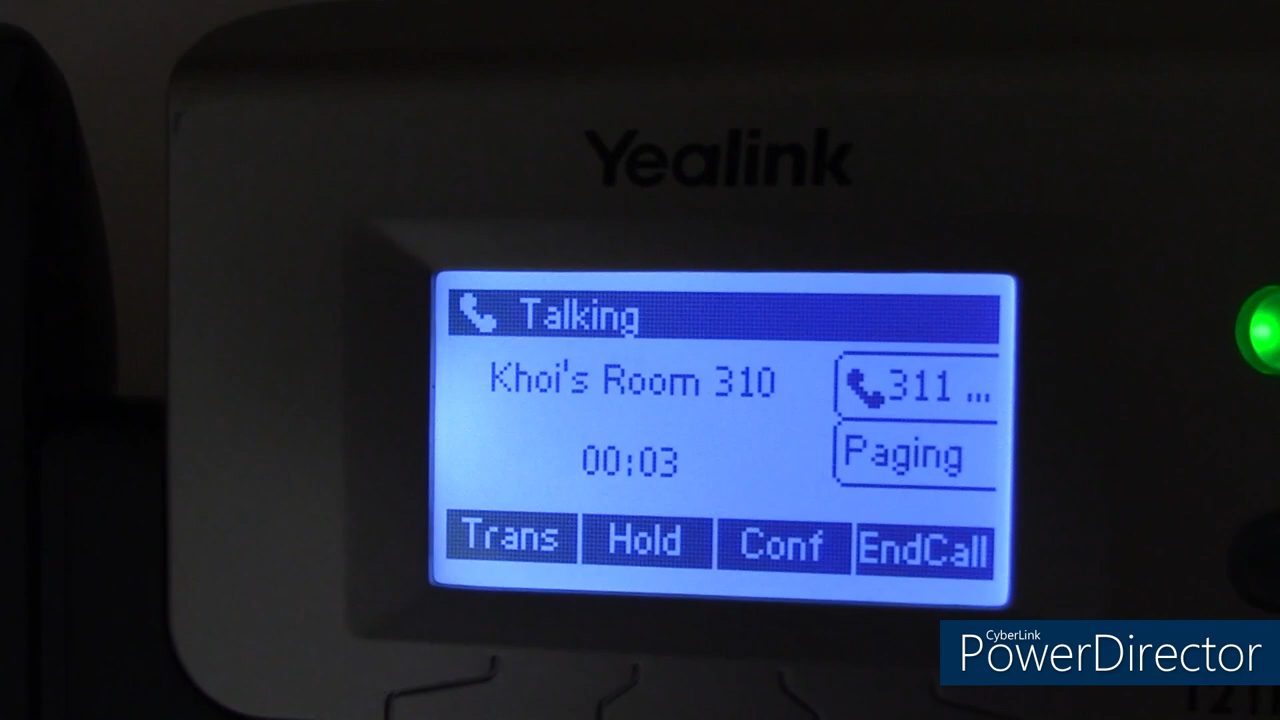 Yealink
Talking
Khoi's Room 310
311 ...
00:03
Paging
Trans
Hold
Conf
EndCall
CyberLink
PowerDirector